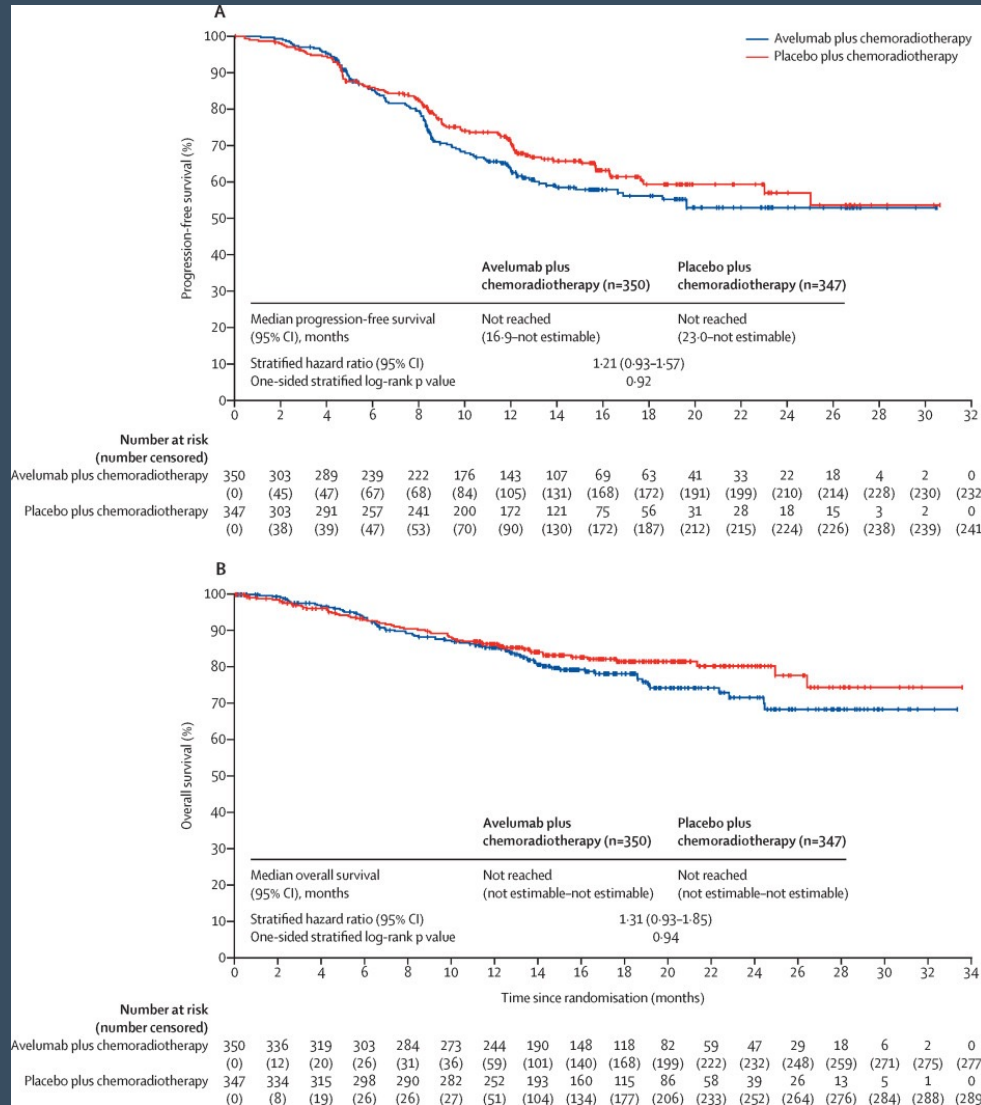 A
Avelumab plus chemoradiotherapy
Placebo plus chemoradiotherapy
Progression-free survival (%)
100
90
80
70
60
50
40
30
20
10
0
Avelumab plus chemoradiotherapy (n=350) Placebo plus chemoradiotherapy (n=347)
Median progression-free survival (95% CI), months Not reached (16·9–not estimable) Not reached (23·0–not estimable)
Stratified hazard ratio (95% CI) 1·21 (0·93–1·57)
One-sided stratified log-rank p value 0·92
0 2 4 6 8 10 12 14 16 18 20 22 24 26 28 30 32
Number at risk
(number censored)
Avelumab plus chemoradiotherapy 350 303 289 239 222 176 143 107 69 63 41 33 22 18 4 2 0
(0) (45) (47) (67) (68) (84) (105) (131) (168) (172) (191) (199) (210) (214) (228) (230) (232
Placebo plus chemoradiotherapy 347 303 291 257 241 200 172 121 75 56 31 28 18 15 3 2 0
(0) (38) (39) (47) (53) (70) (90) (130) (172) (187) (212) (215) (224) (226) (238) (239) (241
B
Overall survival (%)
100
90
80
70
60
50
40
30
20
10
0
Avelumab plus chemoradiotherapy (n=350) Placebo plus chemoradiotherapy (n=347)
Median overall survival (95% CI), months Not reached (not estimable–not estimable) Not reached (not estimable–not estimable)
Stratified hazard ratio (95% CI) 1·31 (0·93–1·85)
One-sided stratified log-rank p value 0·94
0 2 4 6 8 10 12 14 16 18 20 22 24 26 28 30 32 34
Time since randomisation (months)
Number at risk
(number censored)
Avelumab plus chemoradiotherapy 350 336 319 303 284 273 244 190 148 118 82 59 47 29 18 6 2 0
(0) (12) (20) (26) (31) (36) (59) (101) (140) (168) (199) (222) (232) (248) (259) (271) (275) (277
Placebo plus chemoradiotherapy 347 334 315 298 290 282 252 193 160 115 86 58 39 26 13 5 1 0
(0) (8) (19) (26) (26) (27) (51) (104) (134) (177) (206) (233) (252) (264) (276) (284) (288) (289